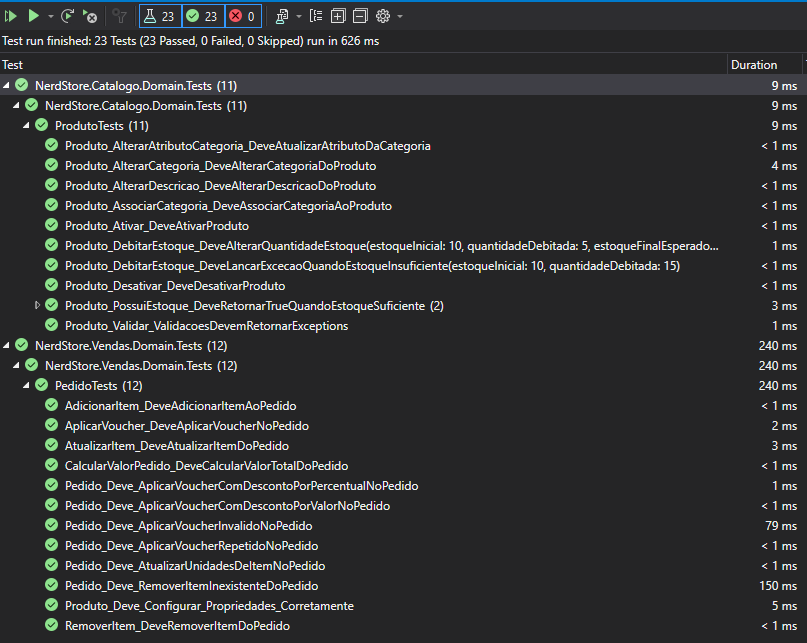 23 23 0
Test run finished: 23 Tests (23 Passed, 0 Failed, 0 Skipped) run in 626 ms
Test Duration
NerdStore.Catalogo.Domain.Tests (11) 9 ms
NerdStore.Catalogo.Domain.Tests (11) 9 ms
ProdutoTests (11) 9 ms
Produto_AlterarAtributoCategoria_DeveAtualizarAtributoDaCategoria < 1 ms
Produto_AlterarCategoria_DeveAlterarCategoriaDoProduto 4 ms
Produto_AlterarDescricao_DeveAlterarDescricaoDoProduto < 1 ms
Produto_AssociarCategoria_DeveAssociarCategoriaAoProduto < 1 ms
Produto_Ativar_DeveAtivarProduto < 1 ms
Produto_DebitarEstoque_DeveAlterarQuantidadeEstoque(estoqueInicial: 10, quantidadeDebitada: 5, estoqueFinalEsperado... 1 ms
Produto_DebitarEstoque_DeveLancarExcecaoQuandoEstoqueInsuficiente(estoqueInicial: 10, quantidadeDebitada: 15) < 1 ms
Produto_Desativar_DeveDesativarProduto < 1 ms
Produto_PossuiEstoque_DeveRetornarTrueQuandoEstoqueSuficiente (2) 3 ms
Produto_Validar_ValidacoesDevemRetornarExceptions 1 ms
NerdStore.Vendas.Domain.Tests (12) 240 ms
NerdStore.Vendas.Domain.Tests (12) 240 ms
PedidoTests (12) 240 ms
AdicionarItem_DeveAdicionarItemAoPedido < 1 ms
AplicarVoucher_DeveAplicarVoucherNoPedido 2 ms
AtualizarItem_DeveAtualizarItemDoPedido 3 ms
CalcularValorPedido_DeveCalcularValorTotalDoPedido < 1 ms
Pedido_Deve_AplicarVoucherComDescontoPorPercentualNoPedido 1 ms
Pedido_Deve_AplicarVoucherComDescontoPorValorNoPedido < 1 ms
Pedido_Deve_AplicarVoucherInvalidoNoPedido 79 ms
Pedido_Deve_AplicarVoucherRepetidoNoPedido < 1 ms
Pedido_Deve_AtualizarUnidadesDeItemNoPedido < 1 ms
Pedido_Deve_RemoverItemInexistenteDoPedido 150 ms
Produto_Deve_Configurar_Propriedades_Corretamente 5 ms
RemoverItem_DeveRemoverItemDoPedido < 1 ms